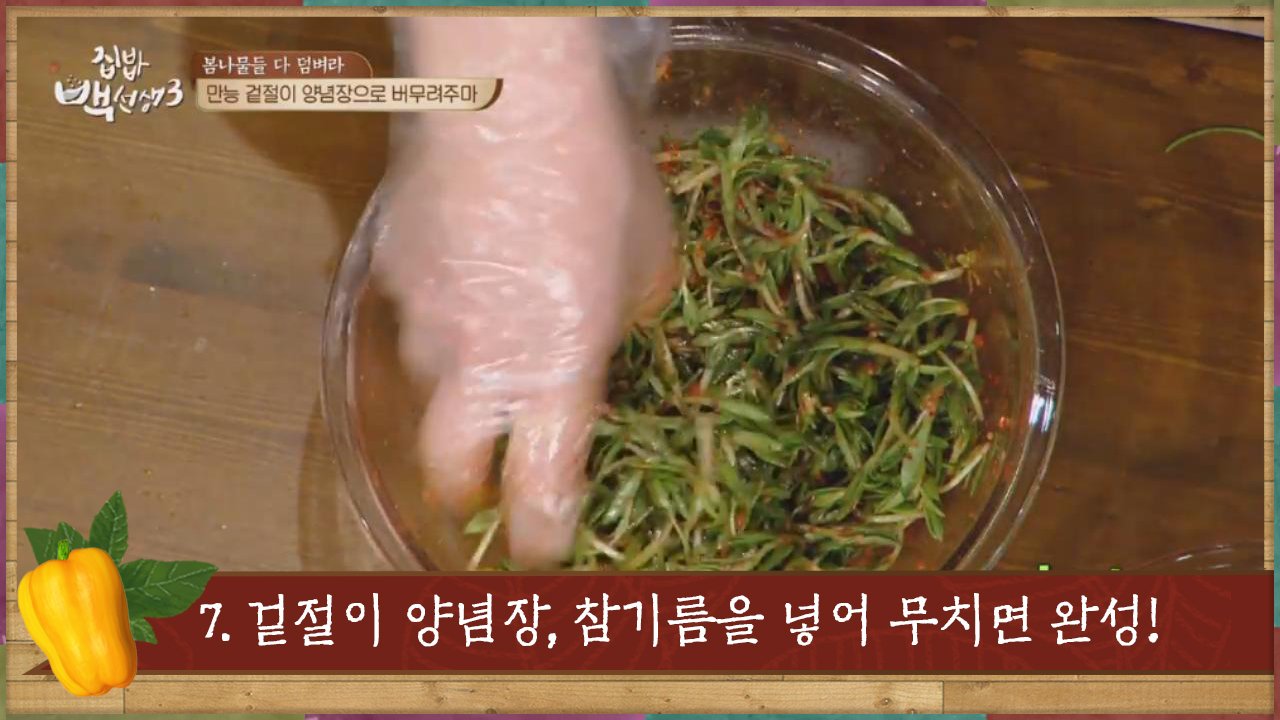 집밥
백선생3
봄나물들 다 덤벼라
만능 겉절이 양념장으로 버무려주마
7. 겉절이 양념장, 참기름을 넣어 무치면 완성!